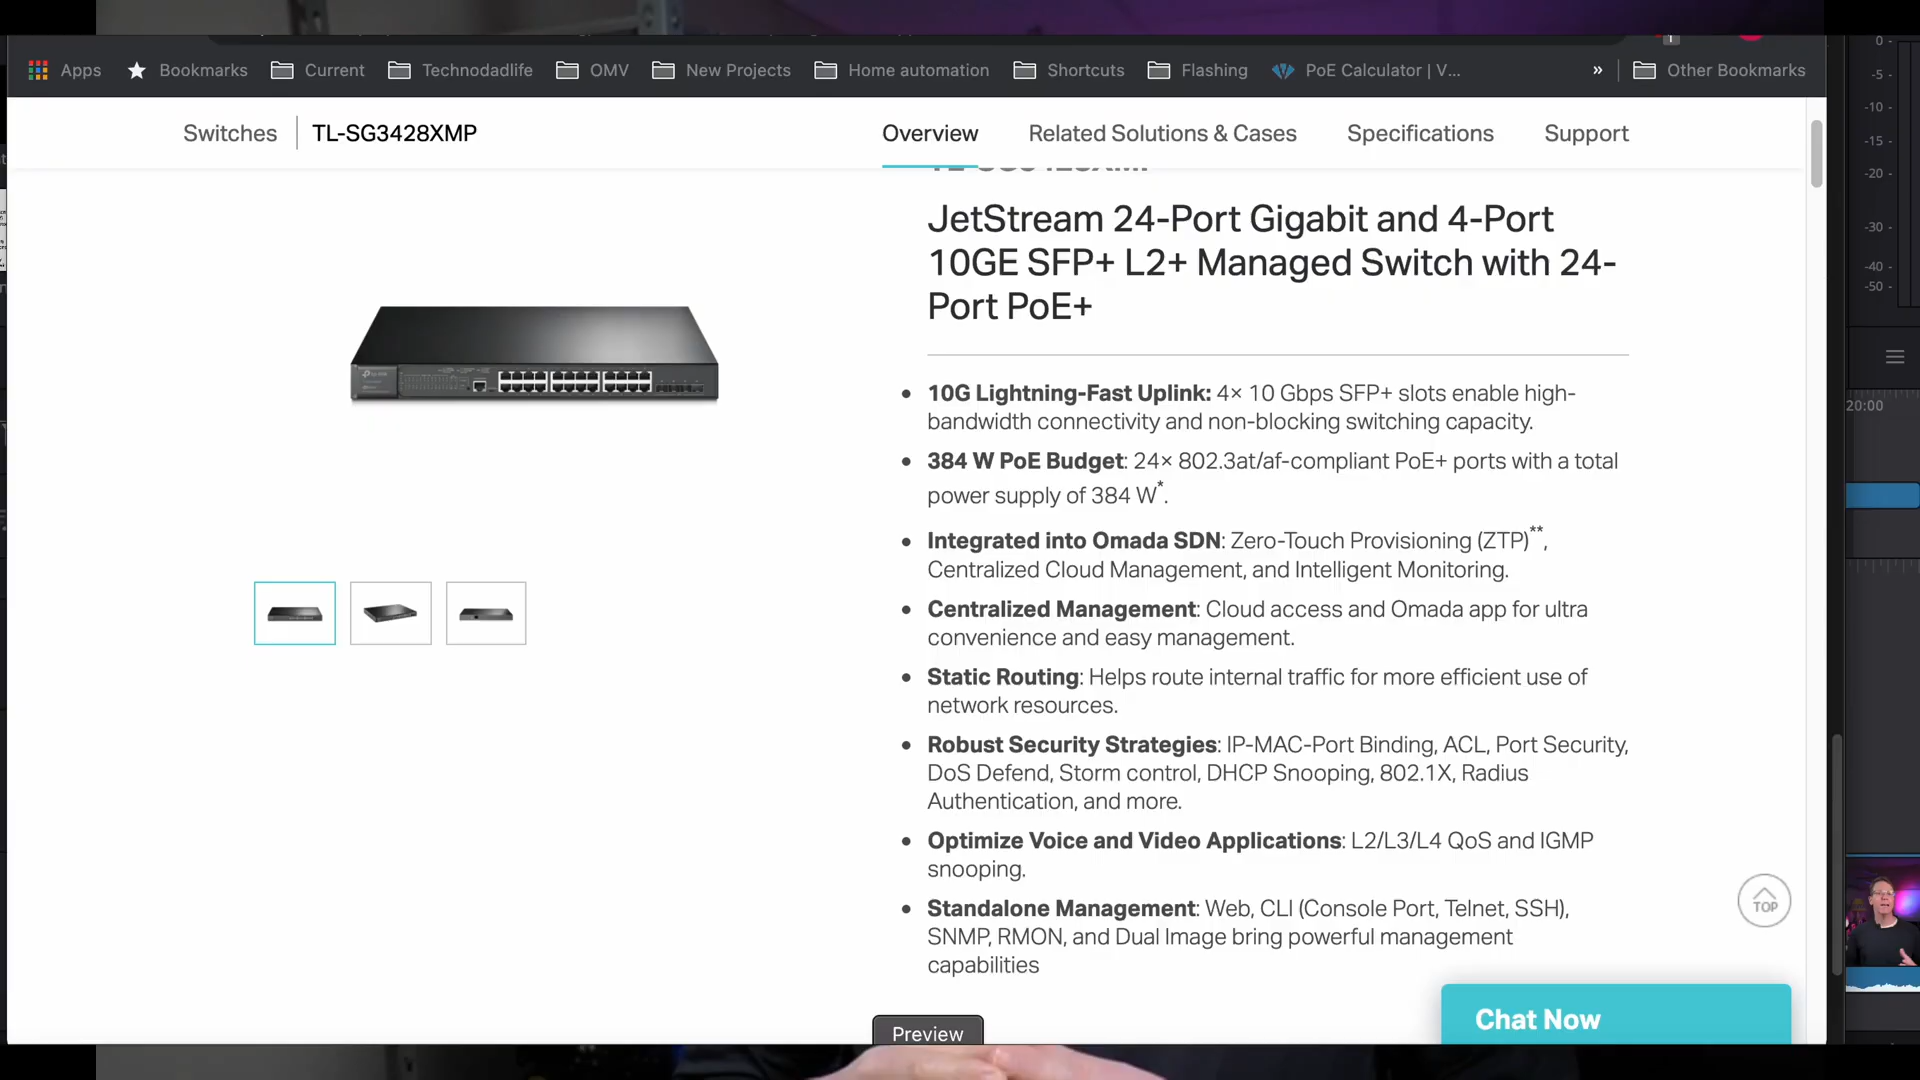 Apps
Bookmarks
Current
Technodadlife
OMV
New Projects
Home automation
Shortcuts
Flashing
PoE Calculator | V...
»
Other Bookmarks
Switches
TL-SG3428XMP
Overview
Related Solutions & Cases
Specifications
Support
JetStream 24-Port Gigabit and 4-Port
10GE SFP+ L2+ Managed Switch with 24-
Port PoE+
10G Lightning-Fast Uplink: 4× 10 Gbps SFP+ slots enable high-
bandwidth connectivity and non-blocking switching capacity.
384 W PoE Budget: 24× 802.3at/af-compliant PoE+ ports with a total
power supply of 384 W*.
Integrated into Omada SDN: Zero-Touch Provisioning (ZTP)**,
Centralized Cloud Management, and Intelligent Monitoring.
Centralized Management: Cloud access and Omada app for ultra
convenience and easy management.
Static Routing: Helps route internal traffic for more efficient use of
network resources.
Robust Security Strategies: IP-MAC-Port Binding, ACL, Port Security,
DoS Defend, Storm control, DHCP Snooping, 802.1X, Radius
Authentication, and more.
Optimize Voice and Video Applications: L2/L3/L4 QoS and IGMP
snooping.
Standalone Management: Web, CLI (Console Port, Telnet, SSH),
SNMP, RMON, and Dual Image bring powerful management
capabilities
TOP
Chat Now
Preview
0
-5
-10
-15
-20
-30
-40
-50
20:00